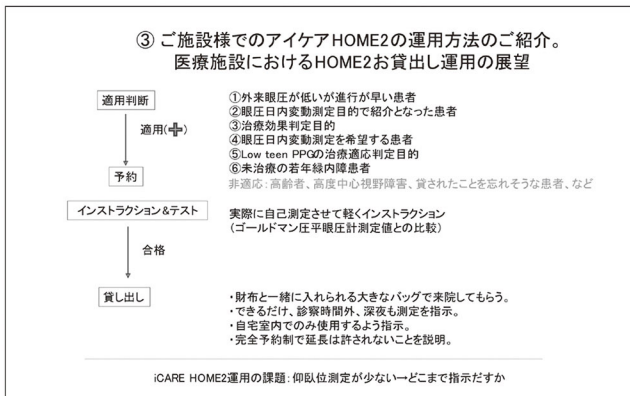 ③ ご施設様でのアイケアHOME2の運用方法のご紹介。
医療施設におけるHOME2お貸出し運用の展望
適用判断
①外来眼圧が低いが進行が早い患者
②眼圧日内変動測定目的で紹介となった患者
③治療効果判定目的
適用(✚)
④眼圧日内変動測定を希望する患者
⑤Low teen PPGの治療適応判定目的
⑥未治療の若年緑内障患者
予約
非適応:高齢者、高度中心視野障害、貸されたことを忘れそうな患者、など
インストラクション&テスト
実際に自己測定させて軽くインストラクション
(ゴールドマン圧平眼圧計測定値との比較)
合格
貸し出し
・財布と一緒に入れられる大きなバッグで来院してもらう。
・できるだけ、診察時間外、深夜も測定を指示。
・自宅室内でのみ使用するよう指示。
・完全予約制で延長は許されないことを説明。
iCARE HOME2運用の課題:仰臥位測定が少ない→どこまで指示だすか